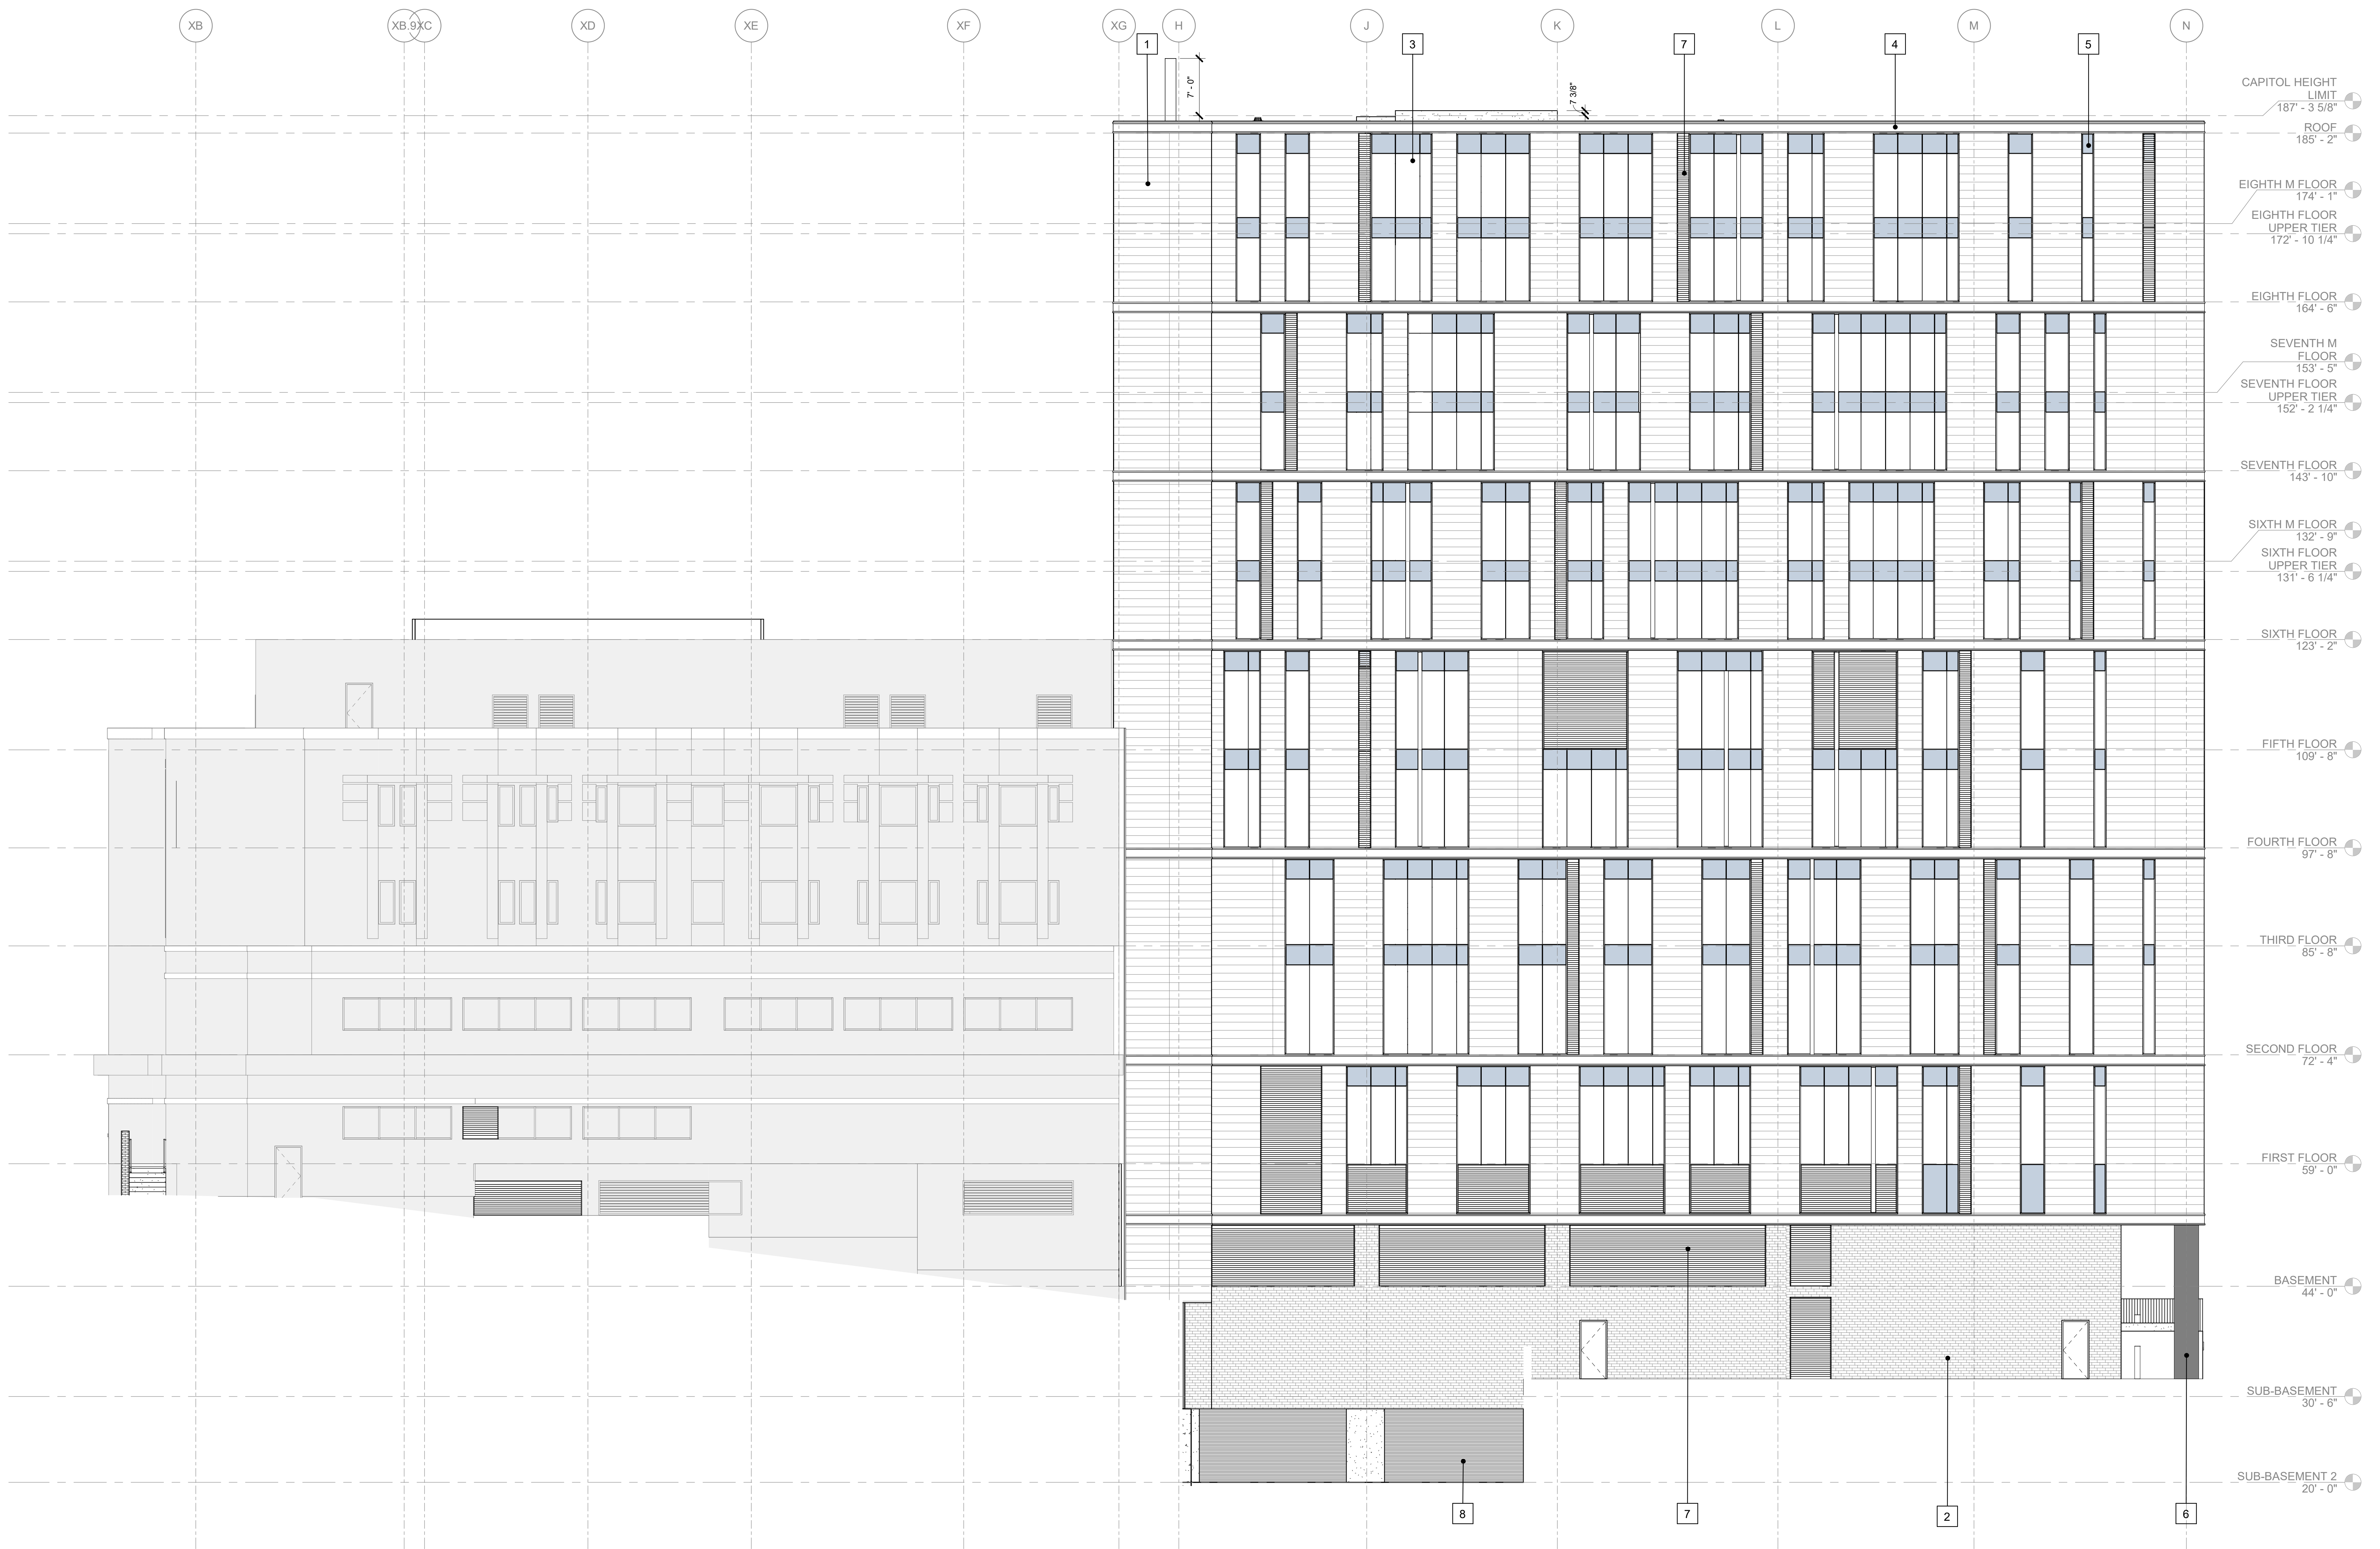 XB
XB.9
XC
XD
XE
XF
XG
H
J
K
L
M
N
1
3
7
4
5
7' - 0"
7 3/8"
CAPITOL HEIGHT
LIMIT
187' - 3 5/8"
ROOF
185' - 2"
EIGHTH M FLOOR
174' - 1"
EIGHTH FLOOR
UPPER TIER
172' - 10 1/4"
EIGHTH FLOOR
164' - 6"
SEVENTH M
FLOOR
153' - 5"
SEVENTH FLOOR
UPPER TIER
152' - 2 1/4"
SEVENTH FLOOR
143' - 10"
SIXTH M FLOOR
132' - 9"
SIXTH FLOOR
UPPER TIER
131' - 6 1/4"
SIXTH FLOOR
123' - 2"
FIFTH FLOOR
109' - 8"
FOURTH FLOOR
97' - 8"
THIRD FLOOR
85' - 8"
SECOND FLOOR
72' - 4"
FIRST FLOOR
59' - 0"
BASEMENT
44' - 0"
SUB-BASEMENT
30' - 6"
SUB-BASEMENT 2
20' - 0"
8
7
2
6